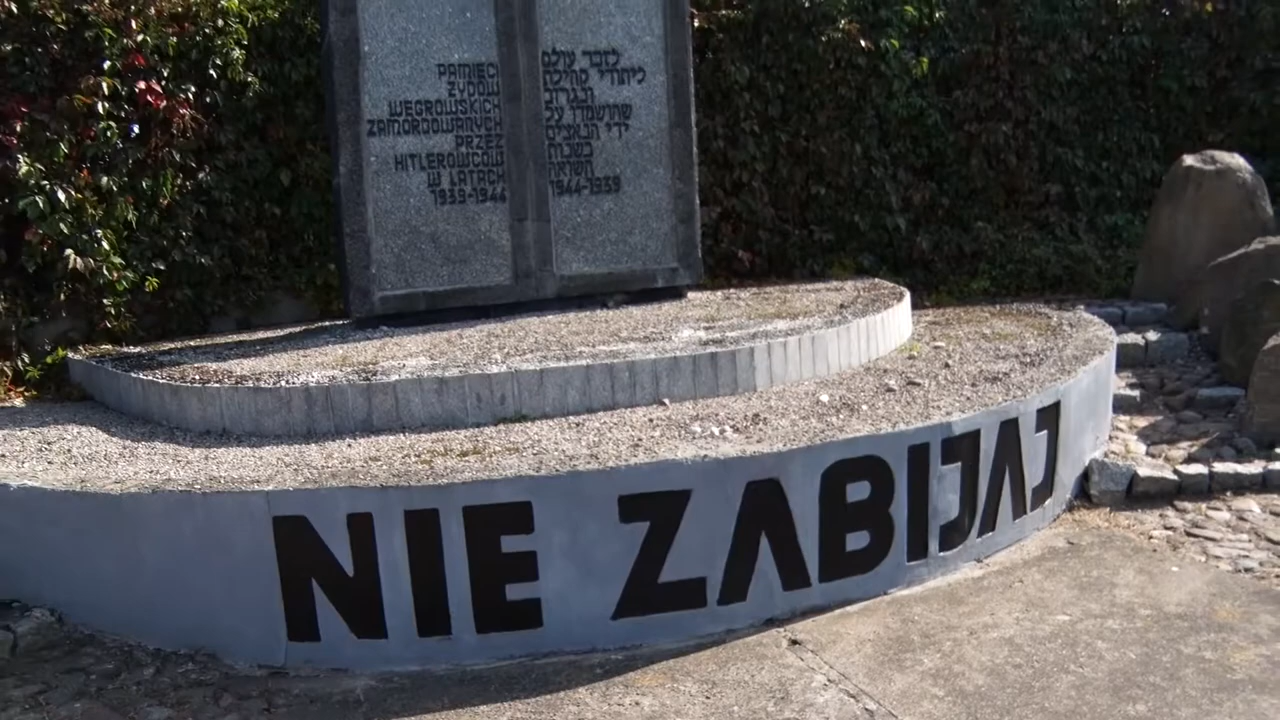 PAMIĘCI
ŻYDÓW
WĘGROWSKICH
ZAMORDOWANYCH
PRZEZ
HITLEROWCÓW
W LATACH
1939-1944
לזכר עולם
ליהודי קהילת
ונגרוב
שהושמדו על
ידי הנאצים
בשנות
השואה
1944-1939
NIE ZABIJAJ